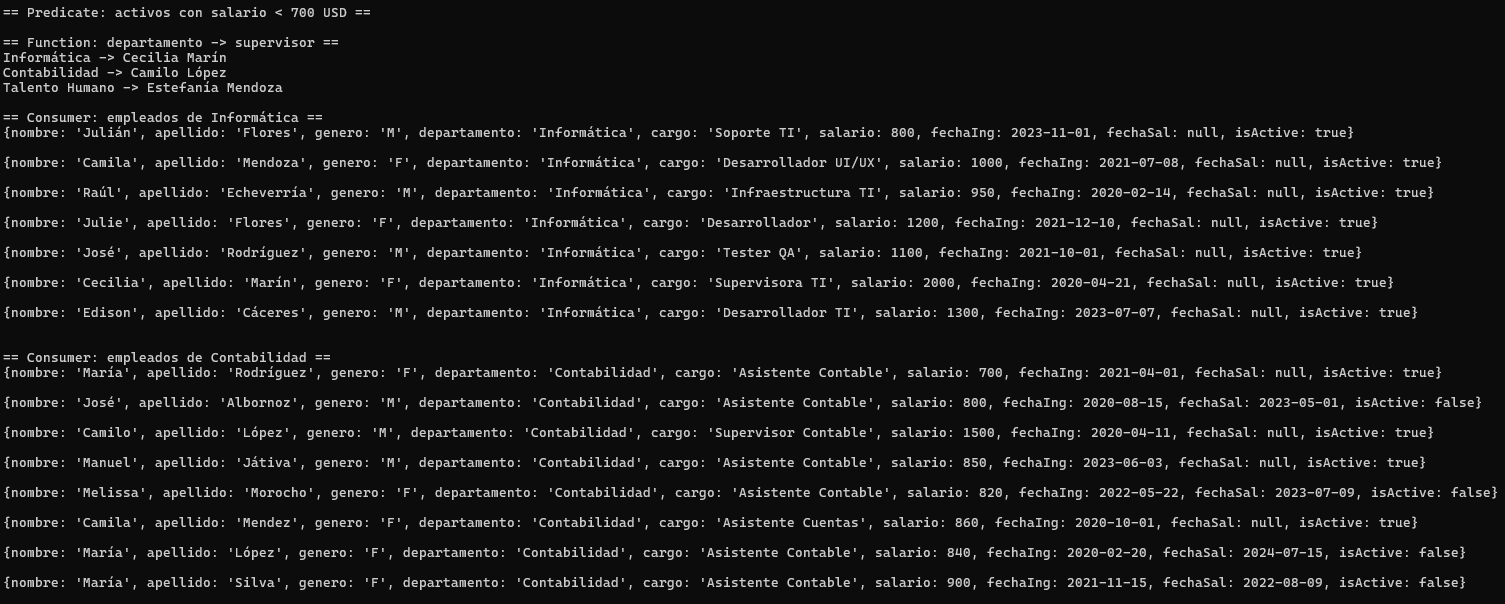 == Predicate: activos con salario < 700 USD ==
== Function: departamento -> supervisor ==
Informática -> Cecilia Marín
Contabilidad -> Camilo López
Talento Humano -> Estefanía Mendoza
== Consumer: empleados de Informática ==
{nombre: 'Julián', apellido: 'Flores', genero: 'M', departamento: 'Informática', cargo: 'Soporte TI', salario: 800, fechaIng: 2023-11-01, fechaSal: null, isActive: true}
{nombre: 'Camila', apellido: 'Mendoza', genero: 'F', departamento: 'Informática', cargo: 'Desarrollador UI/UX', salario: 1000, fechaIng: 2021-07-08, fechaSal: null, isActive: true}
{nombre: 'Raúl', apellido: 'Echeverría', genero: 'M', departamento: 'Informática', cargo: 'Infraestructura TI', salario: 950, fechaIng: 2020-02-14, fechaSal: null, isActive: true}
{nombre: 'Julie', apellido: 'Flores', genero: 'F', departamento: 'Informática', cargo: 'Desarrollador', salario: 1200, fechaIng: 2021-12-10, fechaSal: null, isActive: true}
{nombre: 'José', apellido: 'Rodríguez', genero: 'M', departamento: 'Informática', cargo: 'Tester QA', salario: 1100, fechaIng: 2021-10-01, fechaSal: null, isActive: true}
{nombre: 'Cecilia', apellido: 'Marín', genero: 'F', departamento: 'Informática', cargo: 'Supervisora TI', salario: 2000, fechaIng: 2020-04-21, fechaSal: null, isActive: true}
{nombre: 'Edison', apellido: 'Cáceres', genero: 'M', departamento: 'Informática', cargo: 'Desarrollador TI', salario: 1300, fechaIng: 2023-07-07, fechaSal: null, isActive: true}
== Consumer: empleados de Contabilidad ==
{nombre: 'María', apellido: 'Rodríguez', genero: 'F', departamento: 'Contabilidad', cargo: 'Asistente Contable', salario: 700, fechaIng: 2021-04-01, fechaSal: null, isActive: true}
{nombre: 'José', apellido: 'Albornoz', genero: 'M', departamento: 'Contabilidad', cargo: 'Asistente Contable', salario: 800, fechaIng: 2020-08-15, fechaSal: 2023-05-01, isActive: false}
{nombre: 'Camilo', apellido: 'López', genero: 'M', departamento: 'Contabilidad', cargo: 'Supervisor Contable', salario: 1500, fechaIng: 2020-04-11, fechaSal: null, isActive: true}
{nombre: 'Manuel', apellido: 'Játiva', genero: 'M', departamento: 'Contabilidad', cargo: 'Asistente Contable', salario: 850, fechaIng: 2023-06-03, fechaSal: null, isActive: true}
{nombre: 'Melissa', apellido: 'Morocho', genero: 'F', departamento: 'Contabilidad', cargo: 'Asistente Contable', salario: 820, fechaIng: 2022-05-22, fechaSal: 2023-07-09, isActive: false}
{nombre: 'Camila', apellido: 'Mendez', genero: 'F', departamento: 'Contabilidad', cargo: 'Asistente Cuentas', salario: 860, fechaIng: 2020-10-01, fechaSal: null, isActive: true}
{nombre: 'María', apellido: 'López', genero: 'F', departamento: 'Contabilidad', cargo: 'Asistente Contable', salario: 840, fechaIng: 2020-02-20, fechaSal: 2024-07-15, isActive: false}
{nombre: 'María', apellido: 'Silva', genero: 'F', departamento: 'Contabilidad', cargo: 'Asistente Contable', salario: 900, fechaIng: 2021-11-15, fechaSal: 2022-08-09, isActive: false}